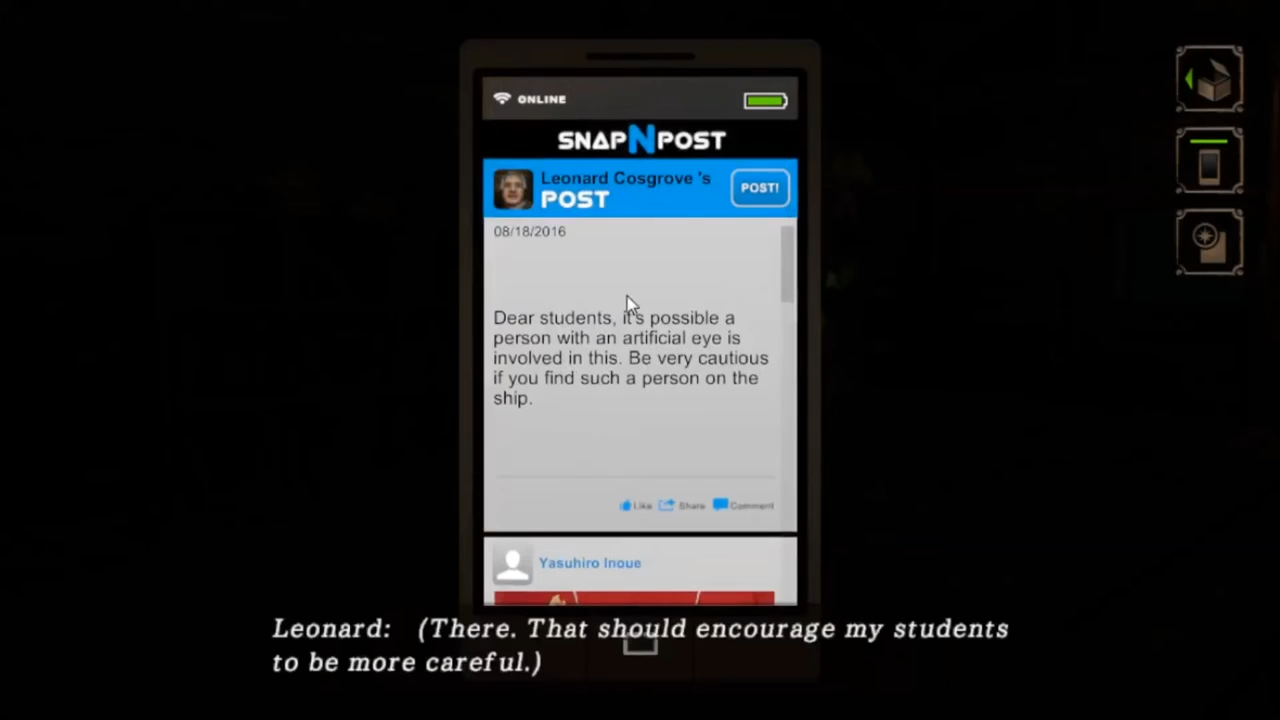 ONLINE
SNAPNPOST
Leonard Cosgrove 's
POST
POST!
08/18/2016
Dear students, it's possible a
person with an artificial eye is
involved in this. Be very cautious
if you find such a person on the
ship.
Like Share Comment
Yasuhiro Inoue
Leonard: (There. That should encourage my students
to be more careful.)